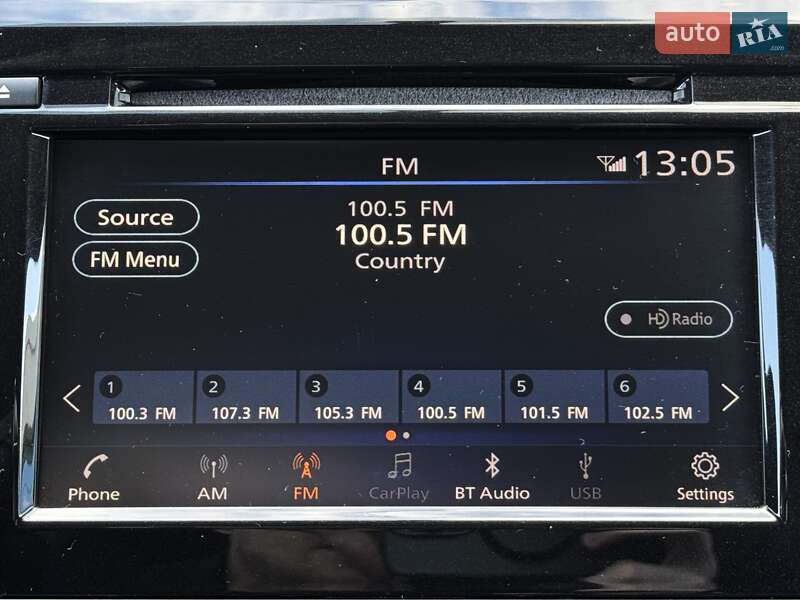 auto RIA .com
FM
13:05
Source
100.5 FM
100.5 FM
FM Menu
Country
HD Radio
1 2 3 4 5 6
100.3 FM 107.3 FM 105.3 FM 100.5 FM 101.5 FM 102.5 FM
Phone AM FM CarPlay BT Audio USB Settings